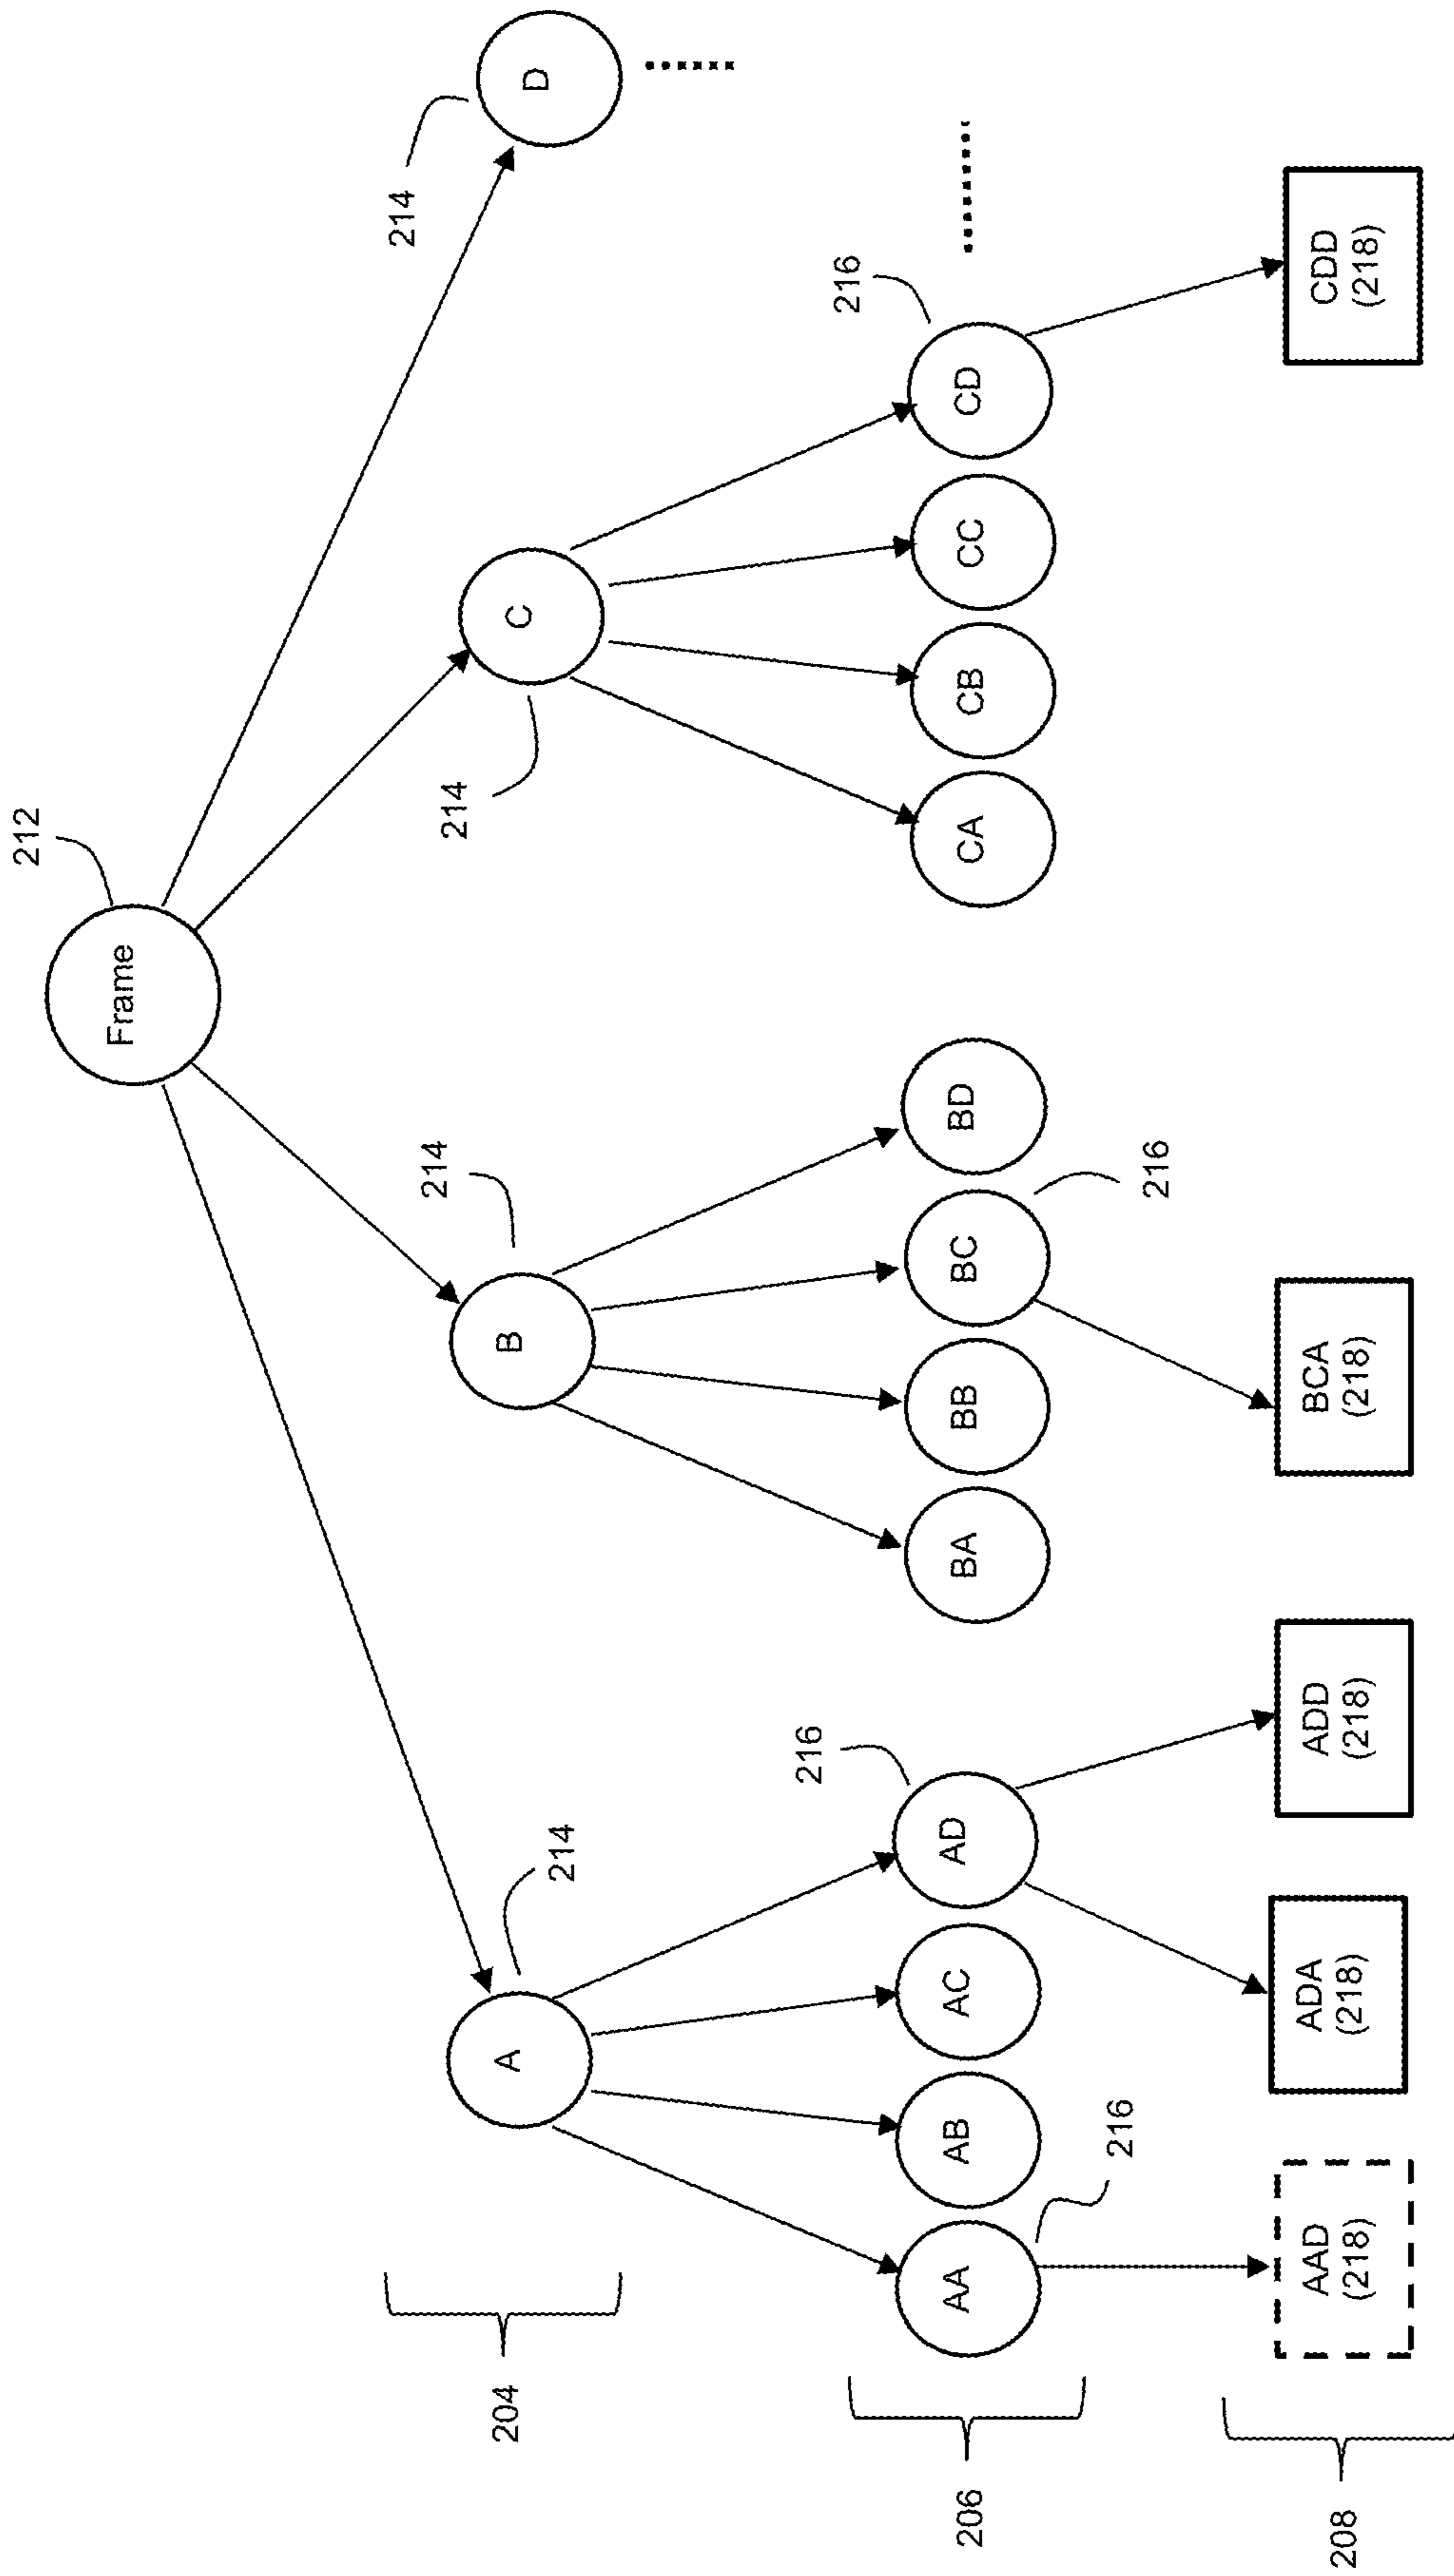 212
Frame
214
214
214
214
A
B
C
D
204
216
216
216
216
AA
AB
AC
AD
BA
BB
BC
BD
CA
CB
CC
CD
206
AAD
(218)
ADA
(218)
ADD
(218)
BCA
(218)
CDD
(218)
208